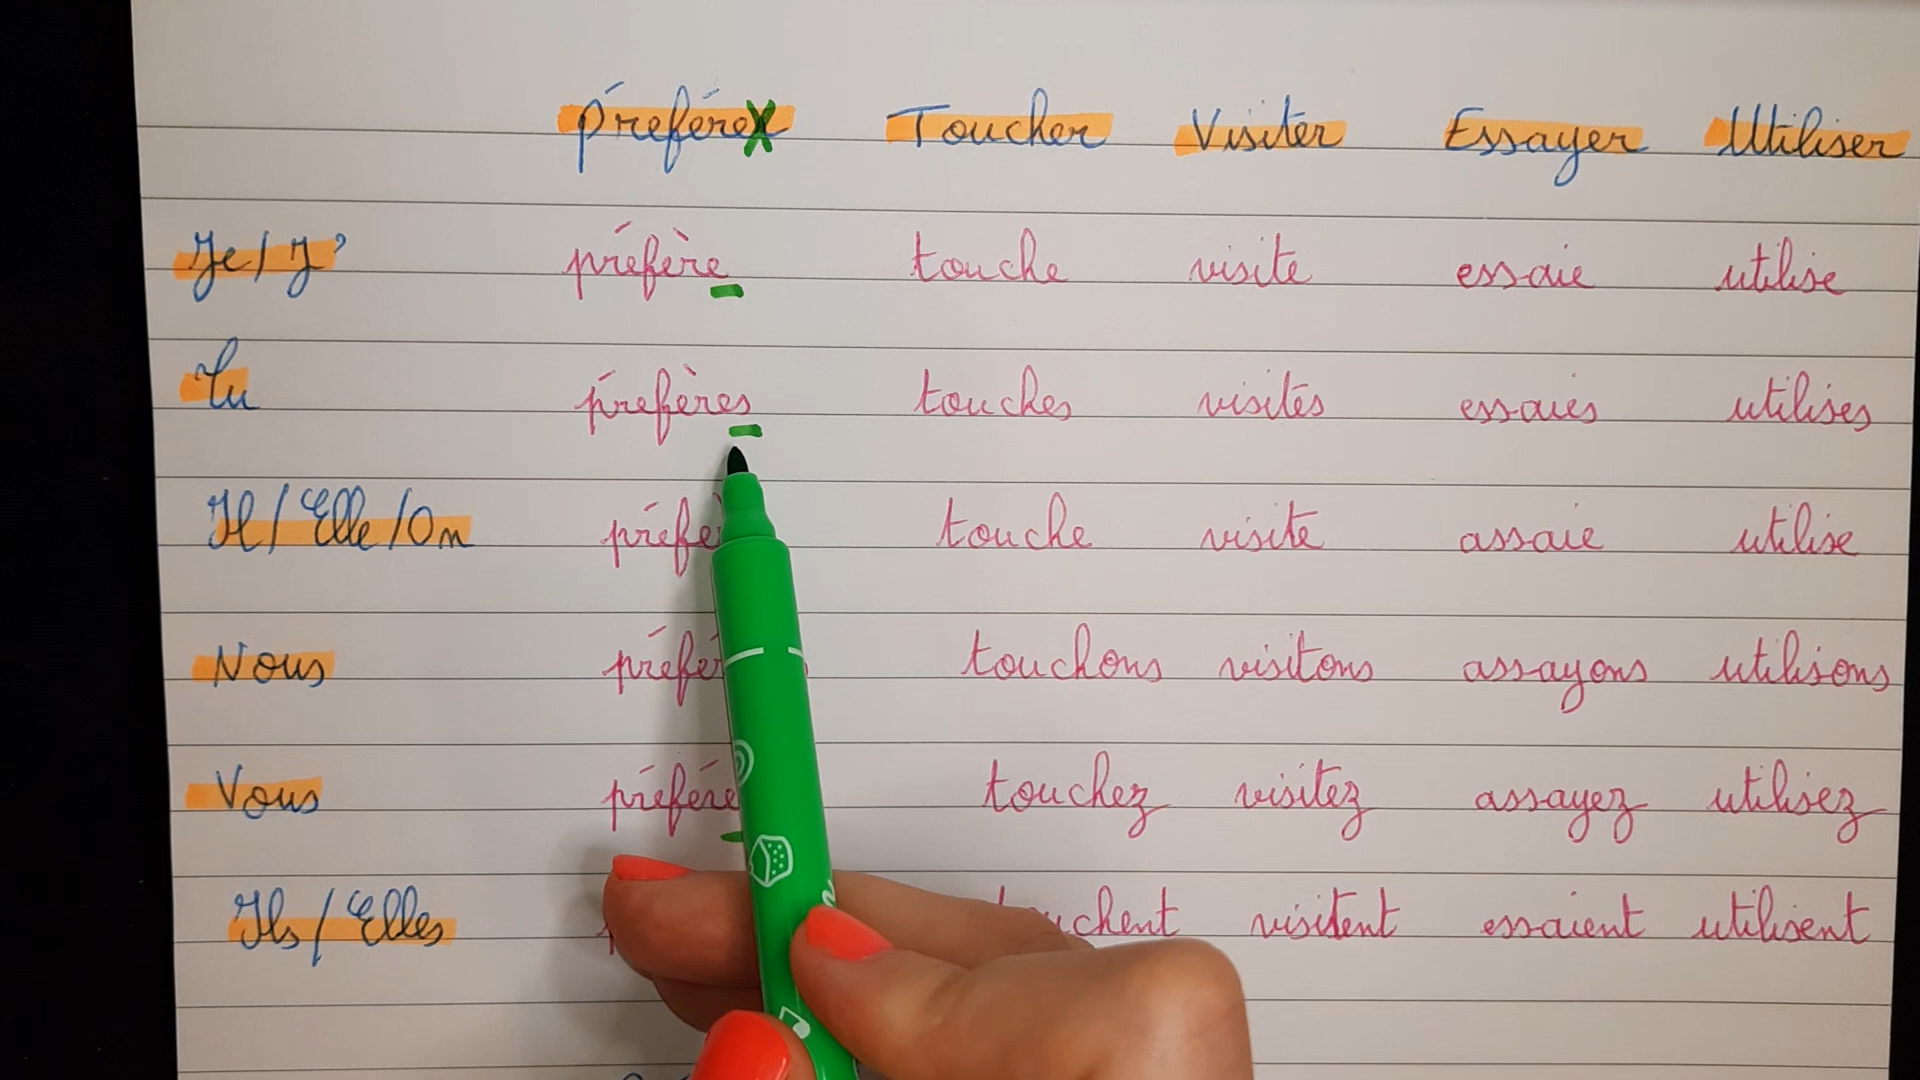 Préférer Toucher Visiter Essayer Utiliser
Je/J' préfère touche visite essaie utilise
Tu préfères touches visites essaies utilises
Il/Elle/On touche visite assaie utilise
Nous touchons visitons assayons utilisons
Vous touchez visitez assayez utilisez
Ils/Elles visitent essaient utilisent